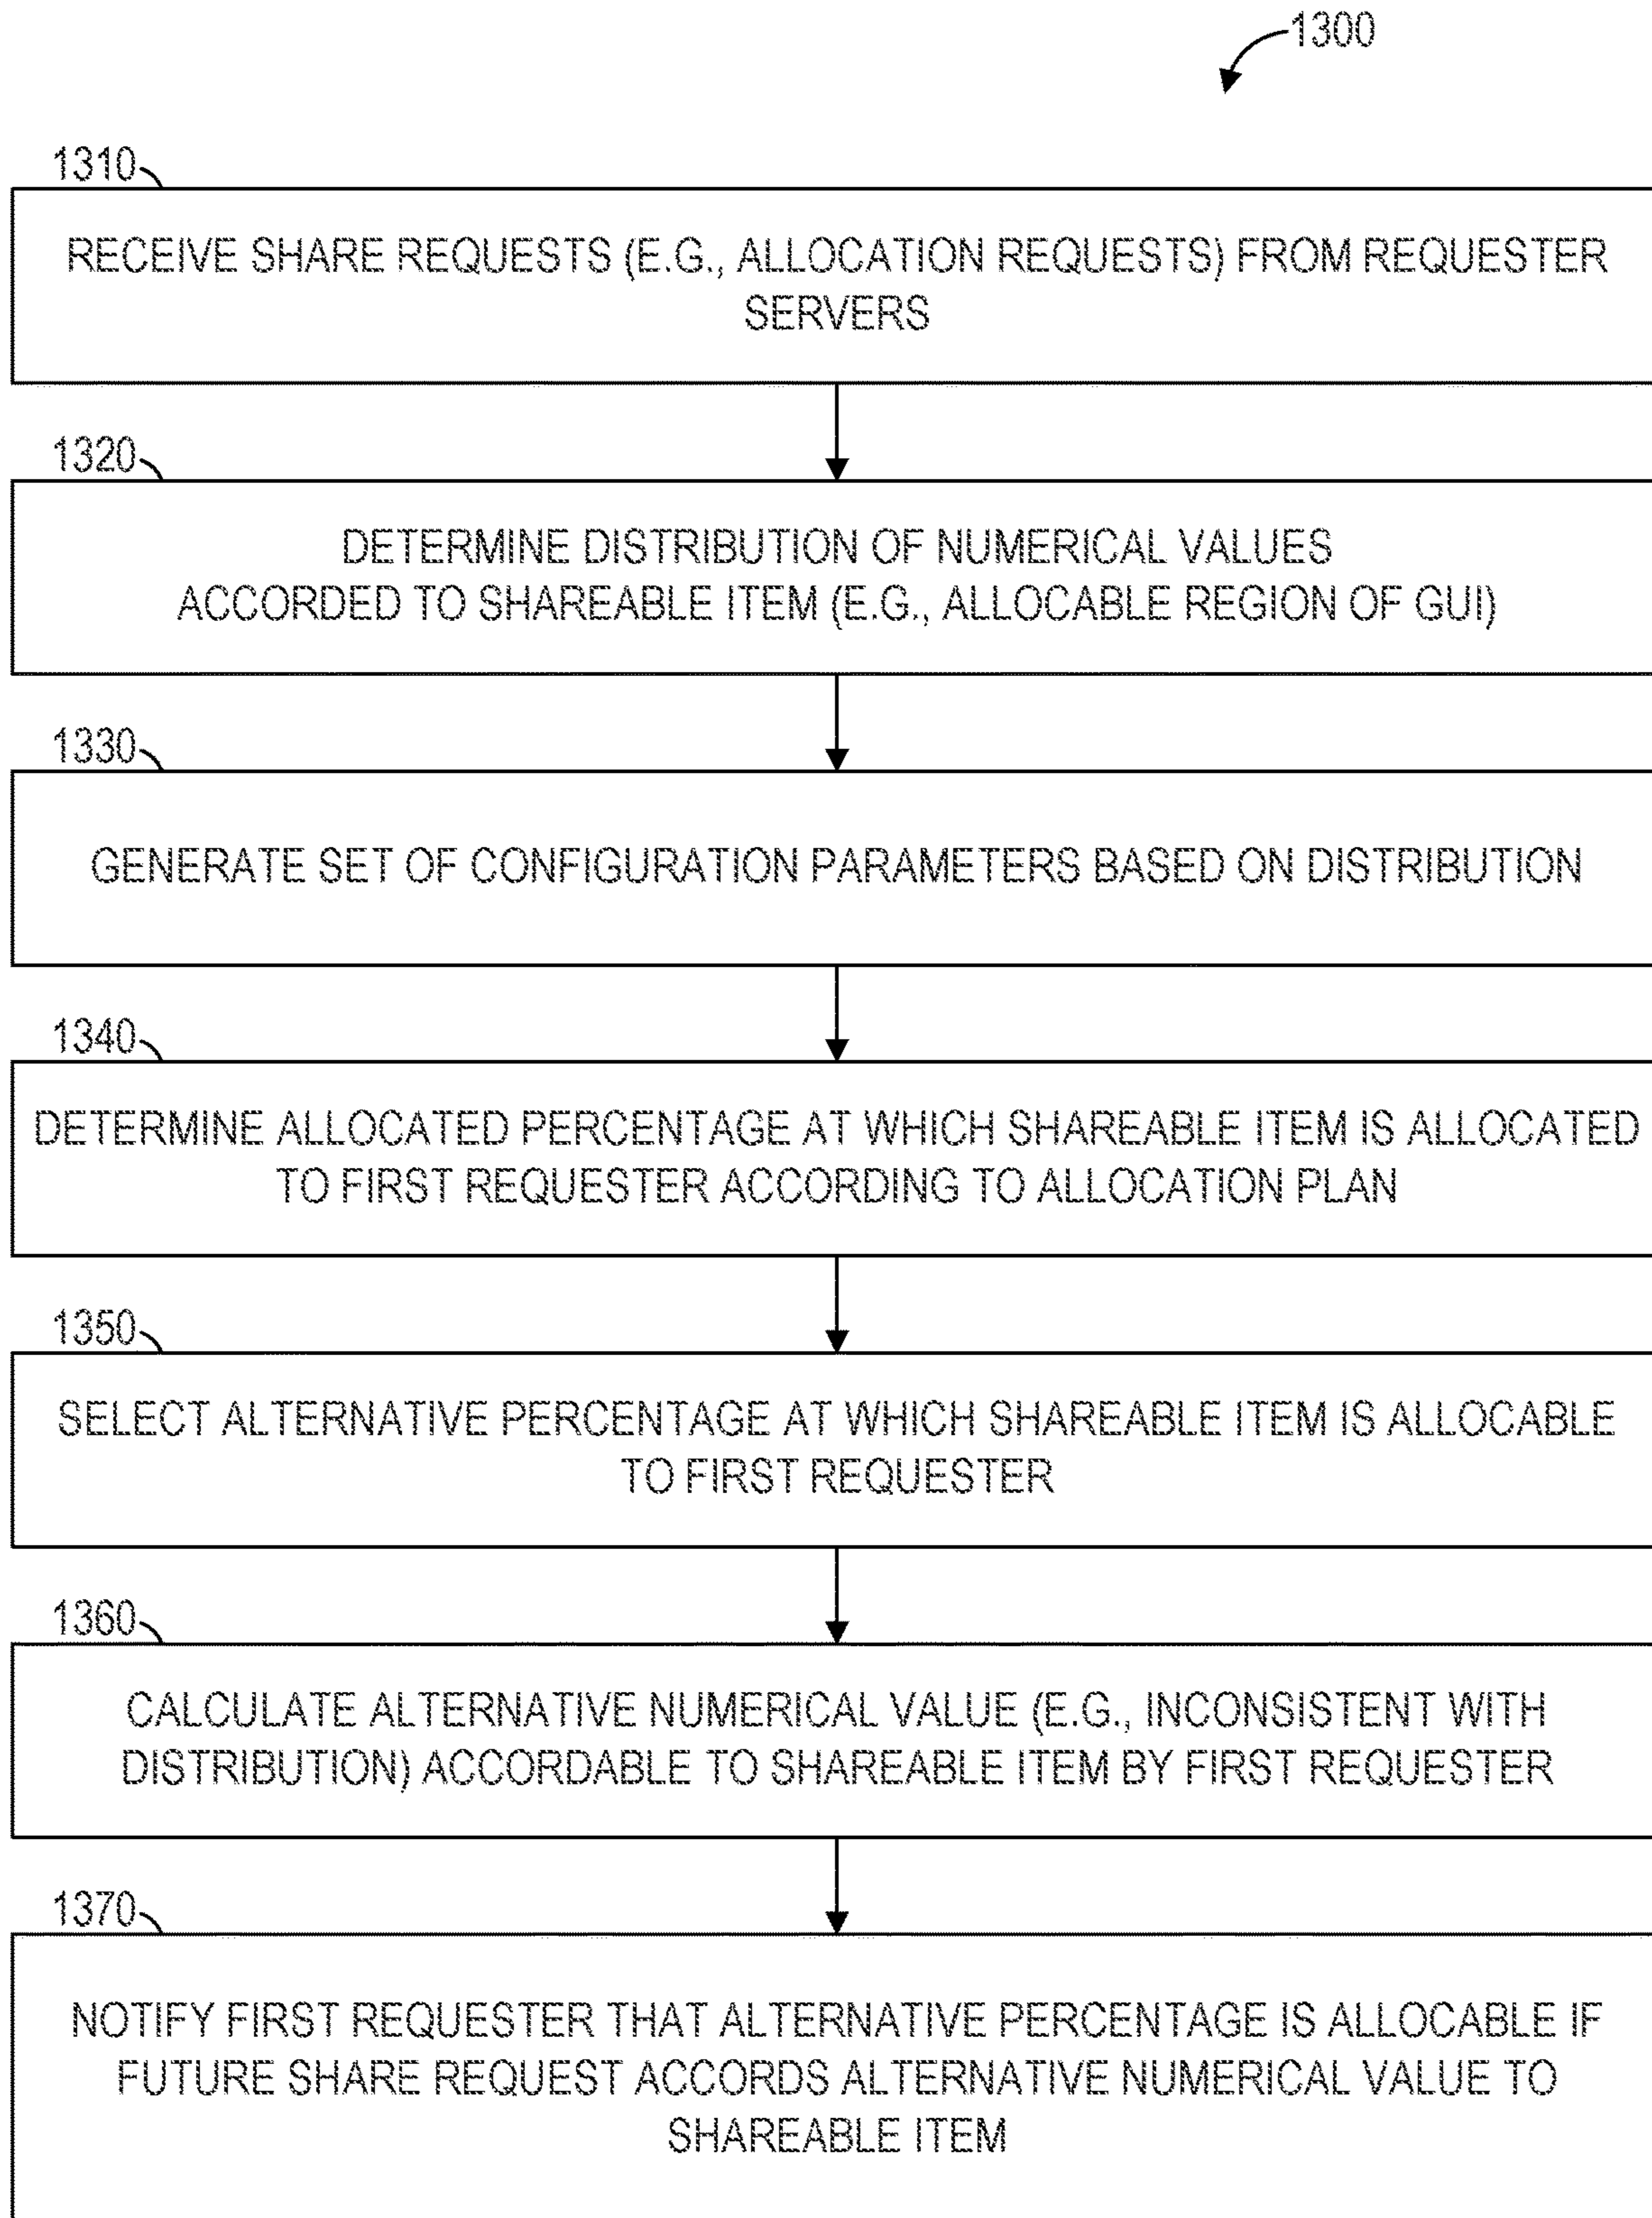 1300
1310
RECEIVE SHARE REQUESTS (E.G., ALLOCATION REQUESTS) FROM REQUESTER
SERVERS
1320
DETERMINE DISTRIBUTION OF NUMERICAL VALUES
ACCORDED TO SHAREABLE ITEM (E.G., ALLOCABLE REGION OF GUI)
1330
GENERATE SET OF CONFIGURATION PARAMETERS BASED ON DISTRIBUTION
1340
DETERMINE ALLOCATED PERCENTAGE AT WHICH SHAREABLE ITEM IS ALLOCATED
TO FIRST REQUESTER ACCORDING TO ALLOCATION PLAN
1350
SELECT ALTERNATIVE PERCENTAGE AT WHICH SHAREABLE ITEM IS ALLOCABLE
TO FIRST REQUESTER
1360
CALCULATE ALTERNATIVE NUMERICAL VALUE (E.G., INCONSISTENT WITH
DISTRIBUTION) ACCORDABLE TO SHAREABLE ITEM BY FIRST REQUESTER
1370
NOTIFY FIRST REQUESTER THAT ALTERNATIVE PERCENTAGE IS ALLOCABLE IF
FUTURE SHARE REQUEST ACCORDS ALTERNATIVE NUMERICAL VALUE TO
SHAREABLE ITEM